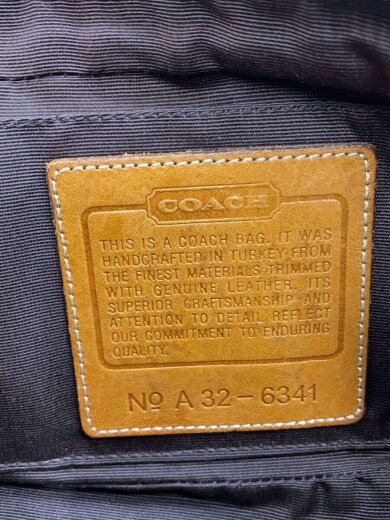 COACH
THIS IS A COACH BAG. IT WAS
HANDCRAFTED IN TURKEY FROM
THE FINEST MATERIALS TRIMMED
WITH GENUINE LEATHER. ITS
SUPERIOR CRAFTSMANSHIP AND
ATTENTION TO DETAIL REFLECT
OUR COMMITMENT TO ENDURING
QUALITY.
No A 32 - 6341